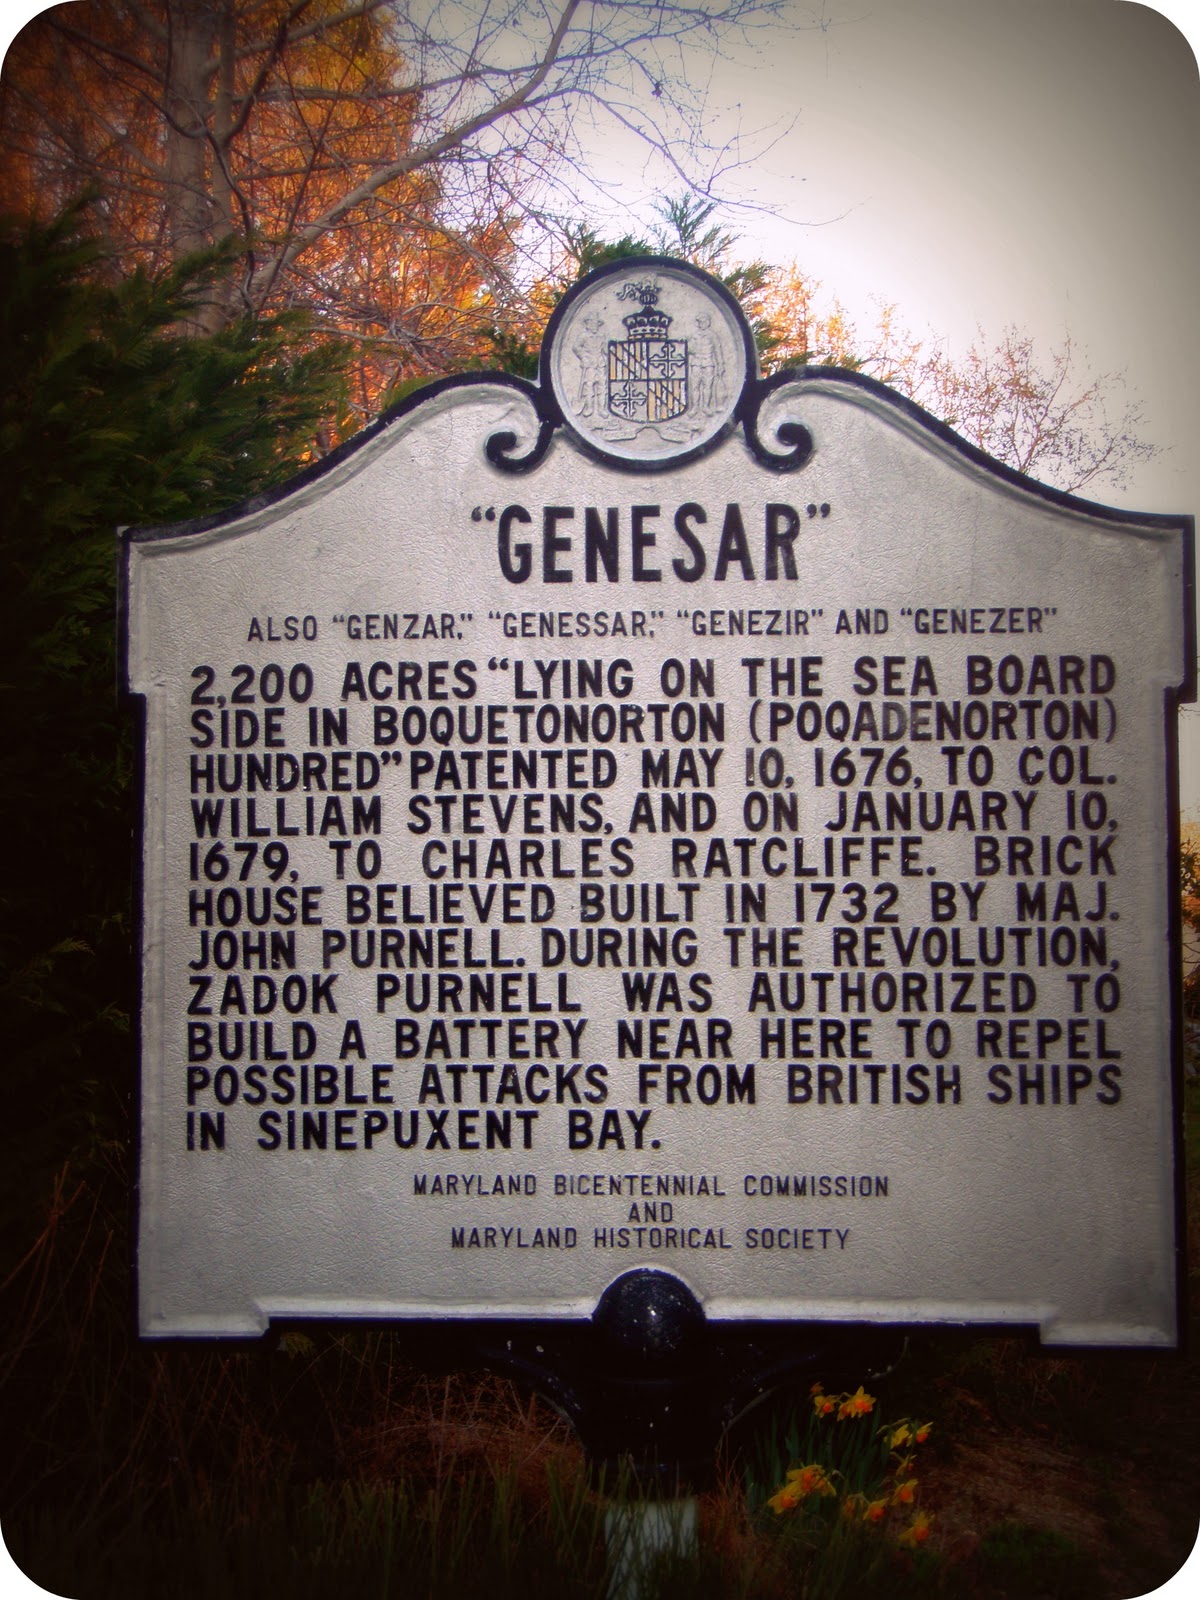 “GENESAR”
ALSO “GENZAR,” “GENESSAR,” “GENEZIR” AND “GENEZER”
2,200 ACRES “LYING ON THE SEA BOARD
SIDE IN BOQUETONORTON (POQADENORTON)
HUNDRED” PATENTED MAY 10, 1676, TO COL.
WILLIAM STEVENS, AND ON JANUARY 10,
1679, TO CHARLES RATCLIFFE. BRICK
HOUSE BELIEVED BUILT IN 1732 BY MAJ.
JOHN PURNELL. DURING THE REVOLUTION,
ZADOK PURNELL WAS AUTHORIZED TO
BUILD A BATTERY NEAR HERE TO REPEL
POSSIBLE ATTACKS FROM BRITISH SHIPS
IN SINEPUXENT BAY.
MARYLAND BICENTENNIAL COMMISSION
AND
MARYLAND HISTORICAL SOCIETY